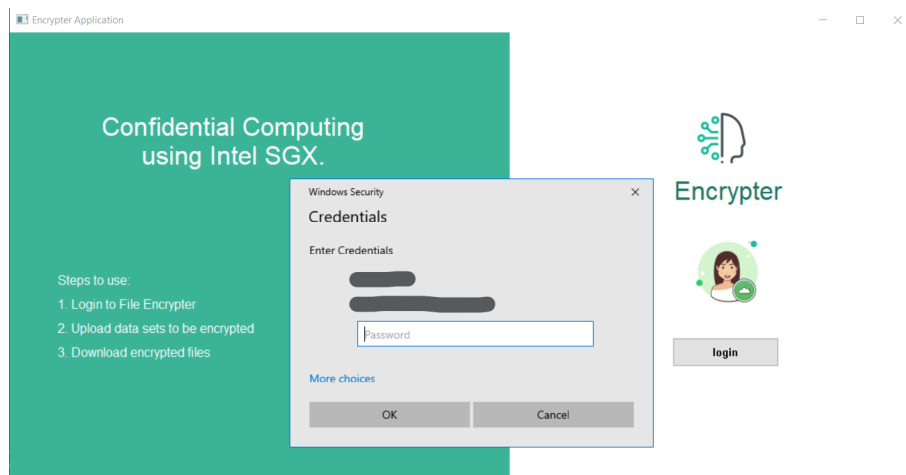 Encrypter Application
Confidential Computing
using Intel SGX.
Steps to use:
1. Login to File Encrypter
2. Upload data sets to be encrypted
3. Download encrypted files
Windows Security
Credentials
Enter Credentials
Password
More choices
OK
Cancel
Encrypter
login